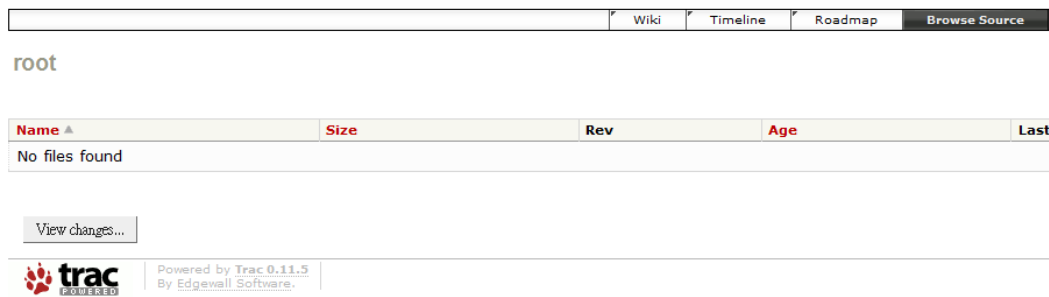 Wiki Timeline Roadmap Browse Source
root
Name Size Rev Age Last
No files found
View changes...
trac POWERED
Powered by Trac 0.11.5
By Edgewall Software.